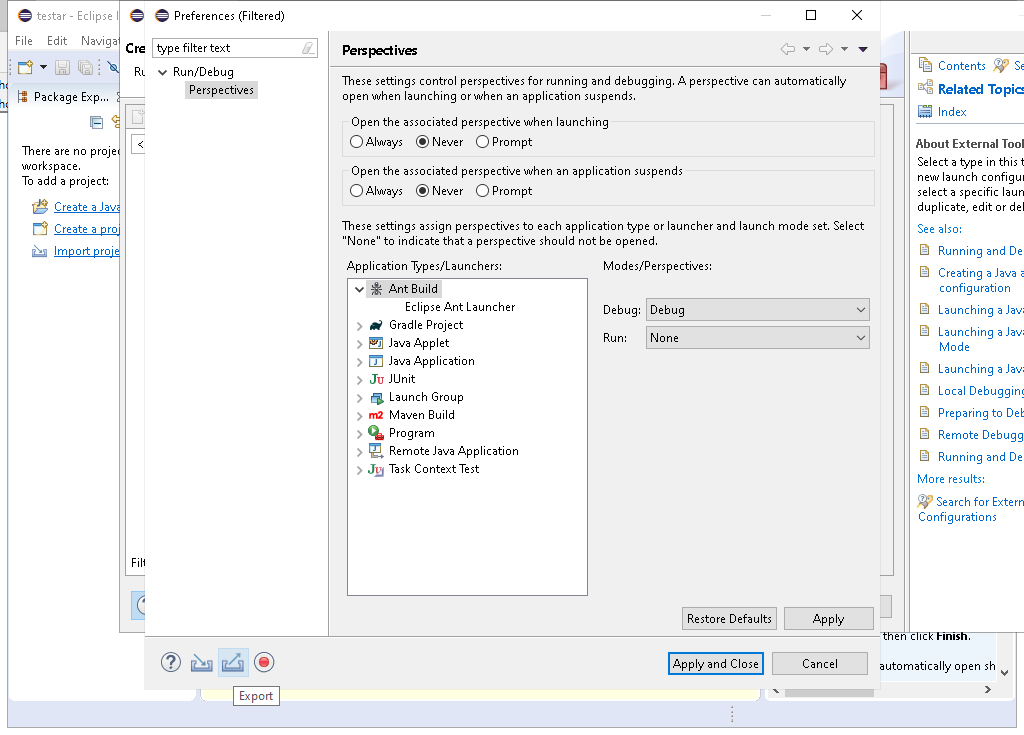 testar - Eclipse I
Preferences (Filtered)
File Edit Navigat
Package Exp...
There are no proje
workspace.
To add a project:
Create a Java
Create a proj
Import proje
Cre
Ru
<
Filt
type filter text
Run/Debug
Perspectives
Perspectives
These settings control perspectives for running and debugging. A perspective can automatically
open when launching or when an application suspends.
Open the associated perspective when launching
Always Never Prompt
Open the associated perspective when an application suspends
Always Never Prompt
These settings assign perspectives to each application type or launcher and launch mode set. Select
"None" to indicate that a perspective should not be opened.
Application Types/Launchers:
Modes/Perspectives:
Ant Build
Eclipse Ant Launcher
Gradle Project
Java Applet
Java Application
JUnit
Launch Group
Maven Build
Program
Remote Java Application
Task Context Test
Debug: Debug
Run: None
Restore Defaults Apply
Apply and Close Cancel
Export
Contents Se
Related Topics
Index
About External Tool
Select a type in this t
new launch configur
select a specific laun
duplicate, edit or del
See also:
Running and De
Creating a Java a
configuration
Launching a Java
Launching a Java
Mode
Launching a Java
Local Debugging
Preparing to Deb
Remote Debugg
Running and De
More results:
Search for Extern
Configurations
then click Finish.
automatically open sh